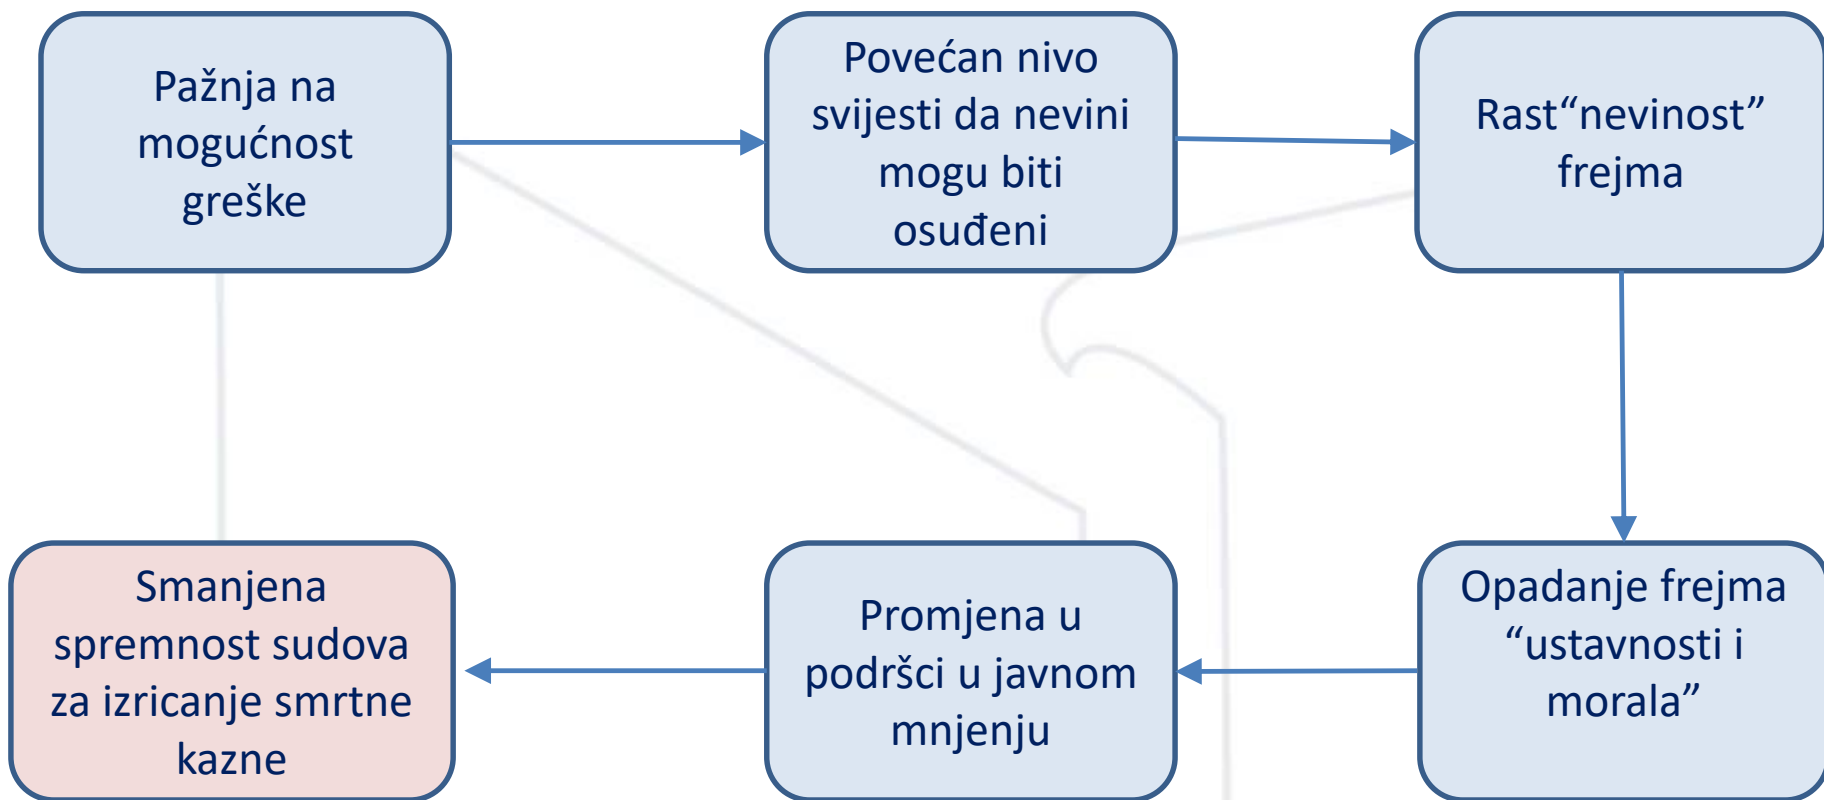 Pažnja na
mogućnost
greške
Povećan nivo
svijesti da nevini
mogu biti
osuđeni
Rast“nevinost”
frejma
Opadanje frejma
“ustavnosti i
morala”
Promjena u
podršci u javnom
mnjenju
Smanjena
spremnost sudova
za izricanje smrtne
kazne